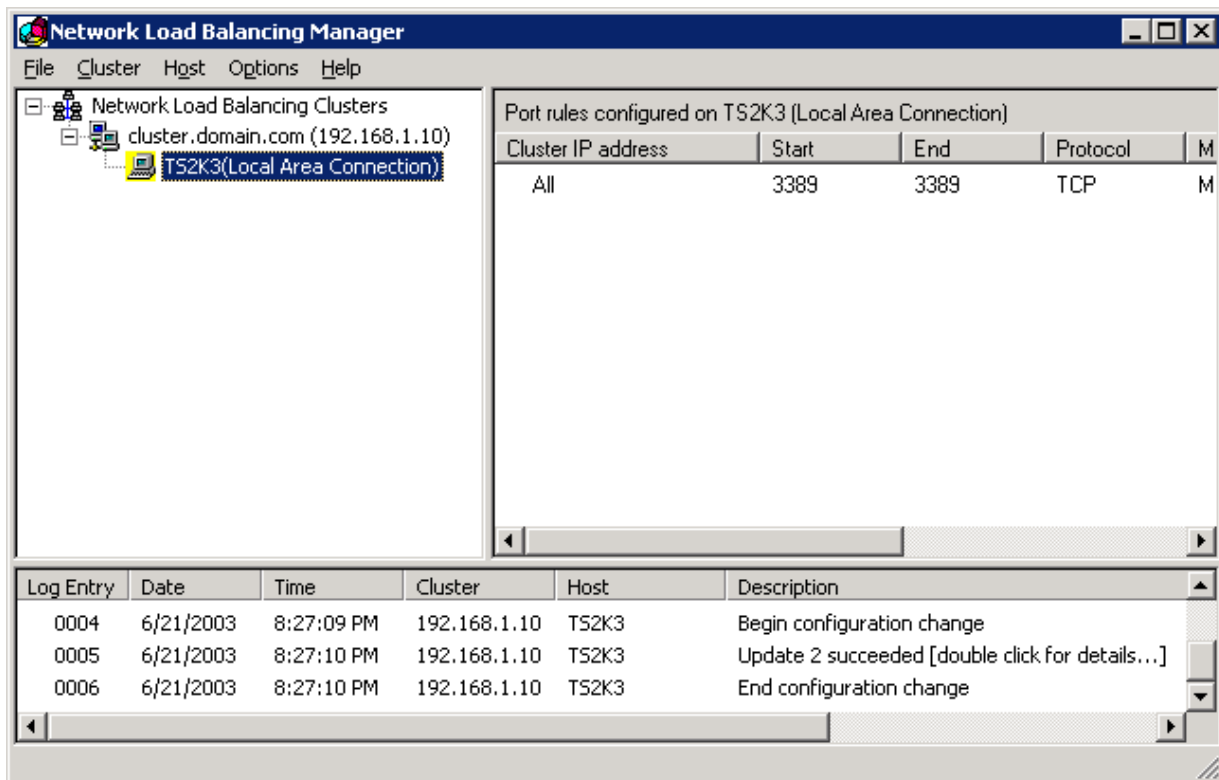 Network Load Balancing Manager
File Cluster Host Options Help
Network Load Balancing Clusters
cluster.domain.com (192.168.1.10)
TS2K3(Local Area Connection)
Port rules configured on TS2K3 (Local Area Connection)
Cluster IP address Start End Protocol M
All 3389 3389 TCP M
Log Entry Date Time Cluster Host Description
0004 6/21/2003 8:27:09 PM 192.168.1.10 TS2K3 Begin configuration change
0005 6/21/2003 8:27:10 PM 192.168.1.10 TS2K3 Update 2 succeeded [double click for details...]
0006 6/21/2003 8:27:10 PM 192.168.1.10 TS2K3 End configuration change